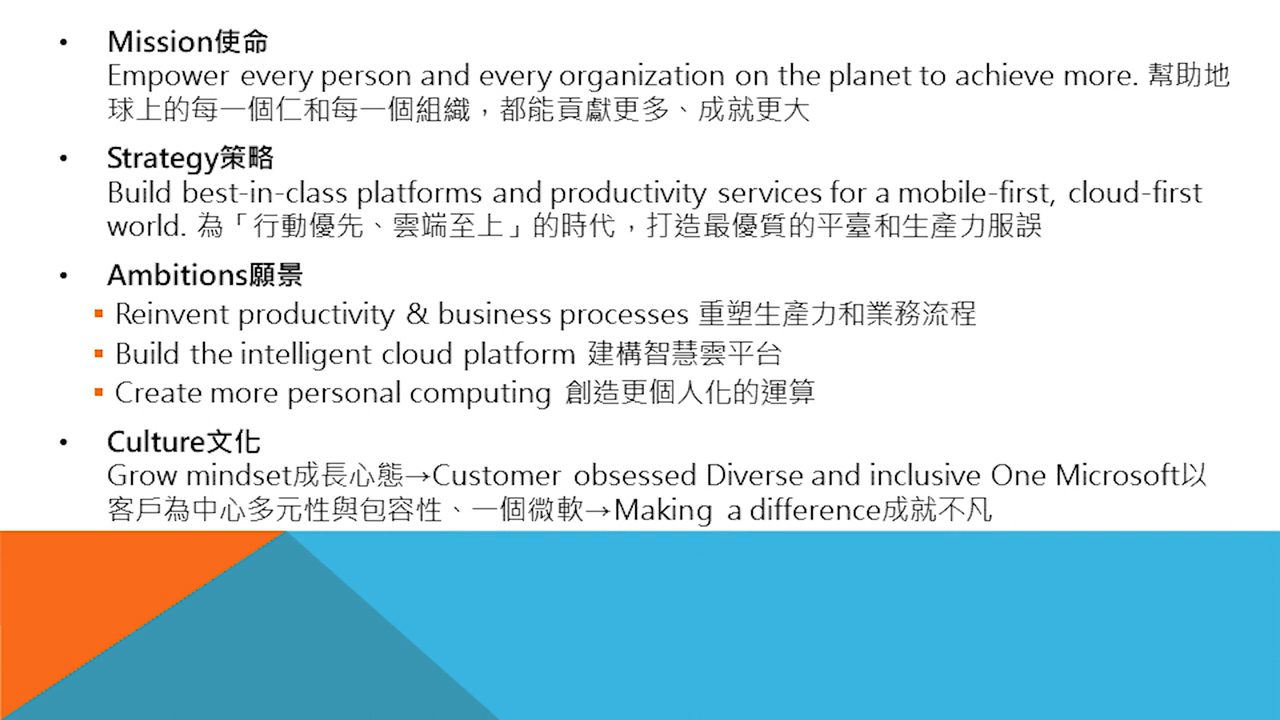 • Mission使命
Empower every person and every organization on the planet to achieve more. 幫助地
球上的每一個仁和每一個組織，都能貢獻更多、成就更大
• Strategy策略
Build best-in-class platforms and productivity services for a mobile-first, cloud-first
world. 為「行動優先、雲端至上」的時代，打造最優質的平臺和生產力服誤
• Ambitions願景
▪ Reinvent productivity & business processes 重塑生產力和業務流程
▪ Build the intelligent cloud platform 建構智慧雲平台
▪ Create more personal computing 創造更個人化的運算
• Culture文化
Grow mindset成長心態→Customer obsessed Diverse and inclusive One Microsoft以
客戶為中心多元性與包容性、一個微軟→Making a difference成就不凡